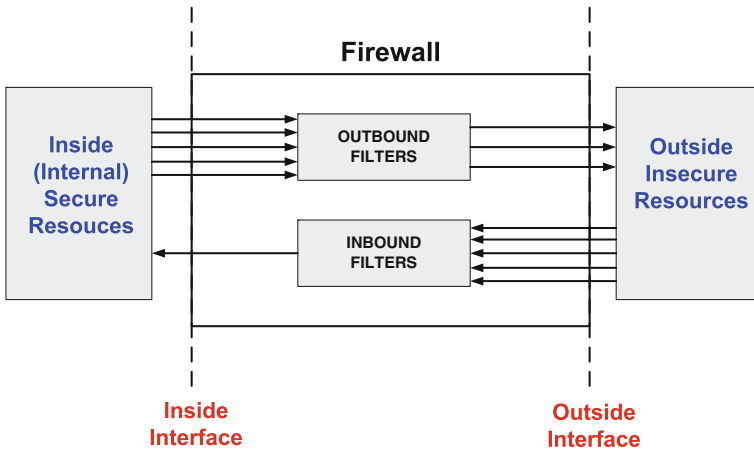 Firewall
Inside
(Internal)
Secure
Resouces
OUTBOUND
FILTERS
INBOUND
FILTERS
Outside
Insecure
Resources
Inside
Interface
Outside
Interface